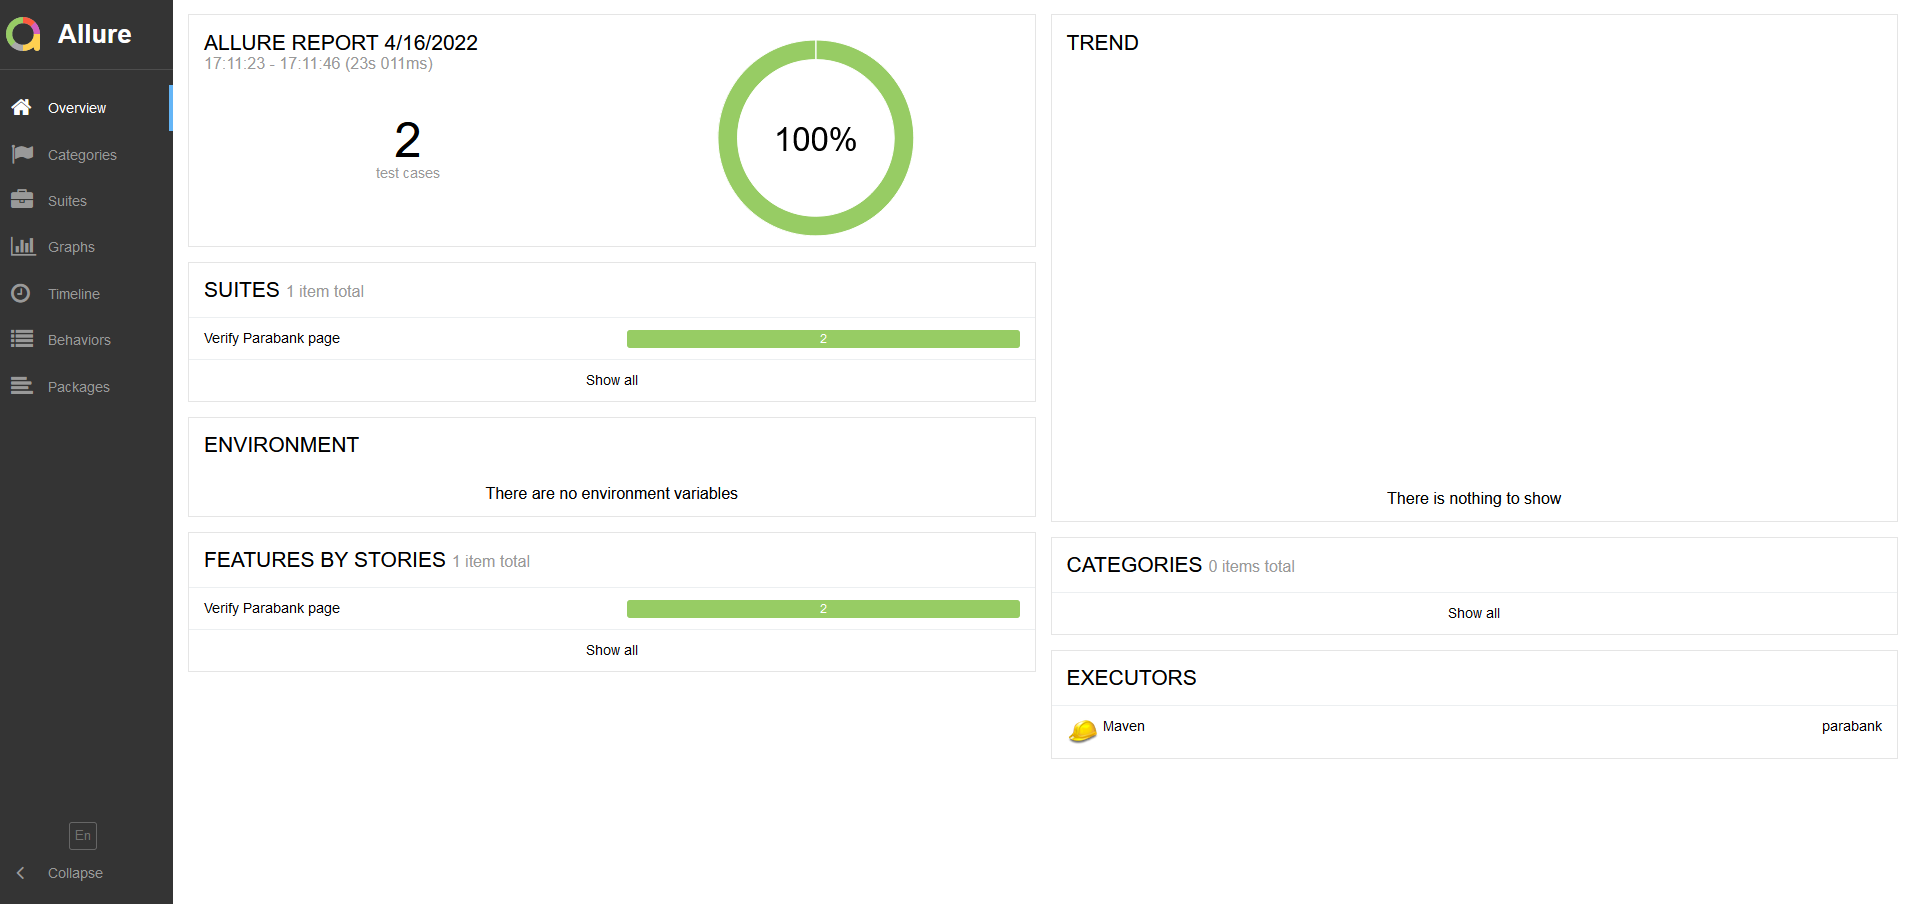 Allure
Overview
Categories
Suites
Graphs
Timeline
Behaviors
Packages
En
Collapse
ALLURE REPORT 4/16/2022
17:11:23 - 17:11:46 (23s 011ms)
2
test cases
100%
SUITES 1 item total
Verify Parabank page 2
Show all
ENVIRONMENT
There are no environment variables
FEATURES BY STORIES 1 item total
Verify Parabank page 2
Show all
TREND
There is nothing to show
CATEGORIES 0 items total
Show all
EXECUTORS
Maven parabank